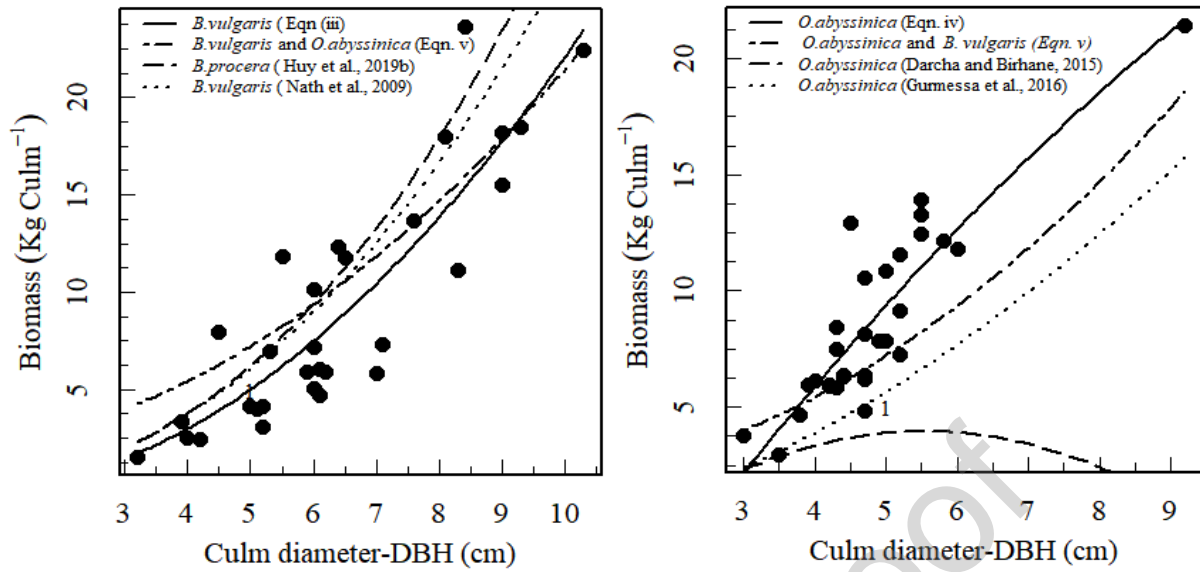 B.vulgaris ( Eqn (iii)
B.vulgaris and O.abyssinica (Eqn. v)
B.procera ( Huy et al., 2019b)
B.vulgaris ( Nath et al., 2009)
Biomass (Kg Culm⁻¹)
20
15
10
5
1
3 4 5 6 7 8 9 10
Culm diameter-DBH (cm)
O.abyssinica (Eqn. iv)
O.abyssinica and B. vulgaris (Eqn. v)
O.abyssinica (Darcha and Birhane, 2015)
O.abyssinica (Gurmessa et al., 2016)
Biomass (Kg Culm⁻¹)
20
15
10
5
1
3 4 5 6 7 8 9
Culm diameter-DBH (cm)
oof